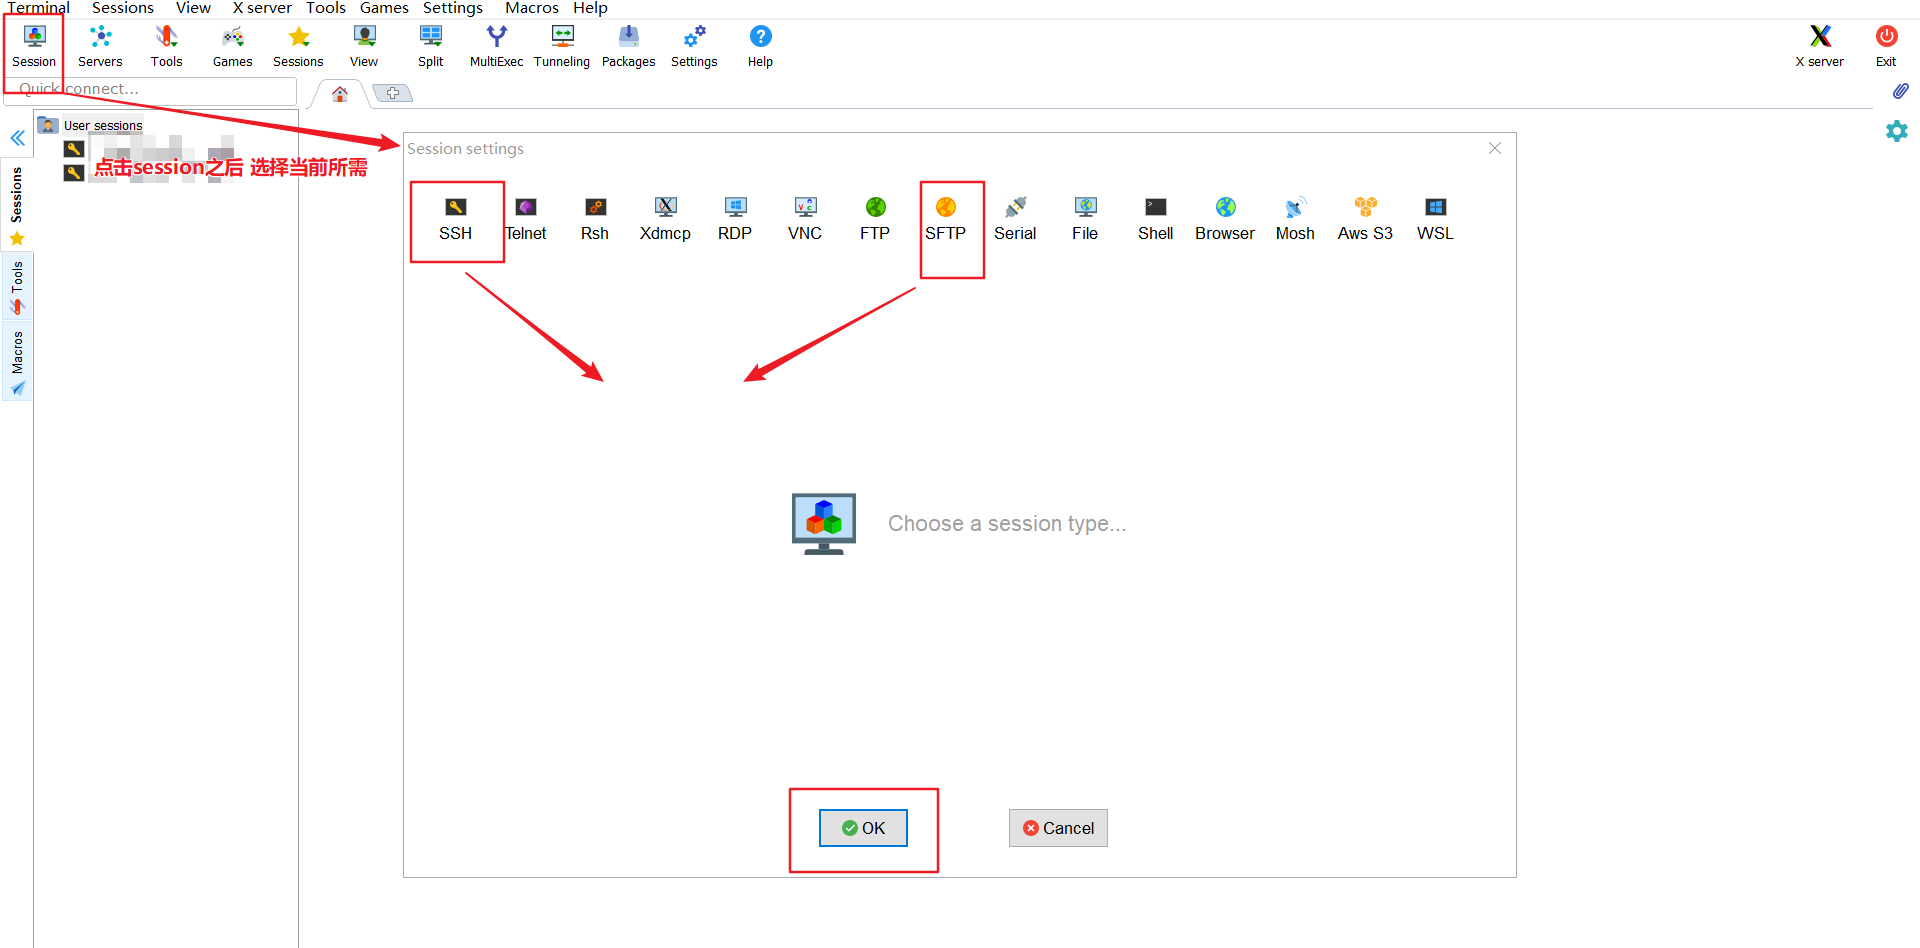 Terminal Sessions View X server Tools Games Settings Macros Help
Session Servers Tools Games Sessions View Split MultiExec Tunneling Packages Settings Help X server Exit
Quick connect...
User sessions
点击session之后 选择当前所需
Sessions
Tools
Macros
Session settings
SSH Telnet Rsh Xdmcp RDP VNC FTP SFTP Serial File Shell Browser Mosh Aws S3 WSL
Choose a session type...
OK Cancel